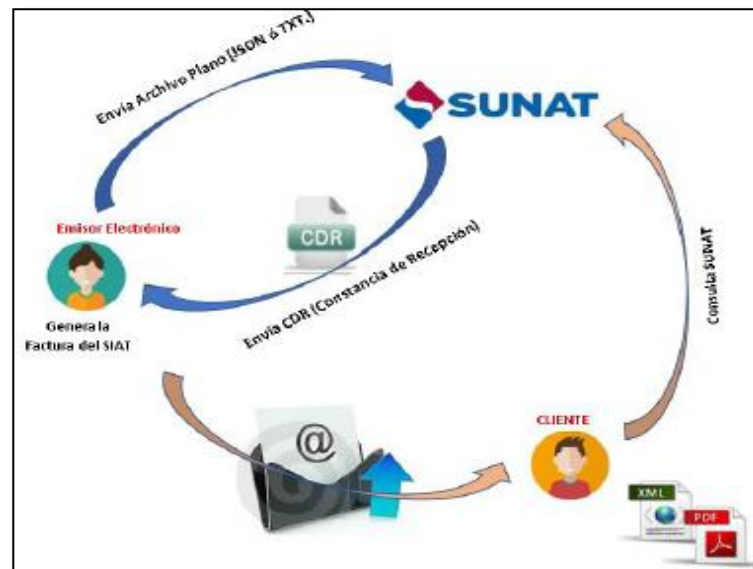 Envía Archivo Plano (JSON ó TXT.)
SUNAT
Emisor Electrónico
CDR
Envía CDR (Constancia de Recepción)
Genera la
Factura del SIAT
Consulta SUNAT
@
CLIENTE
XML
PDF